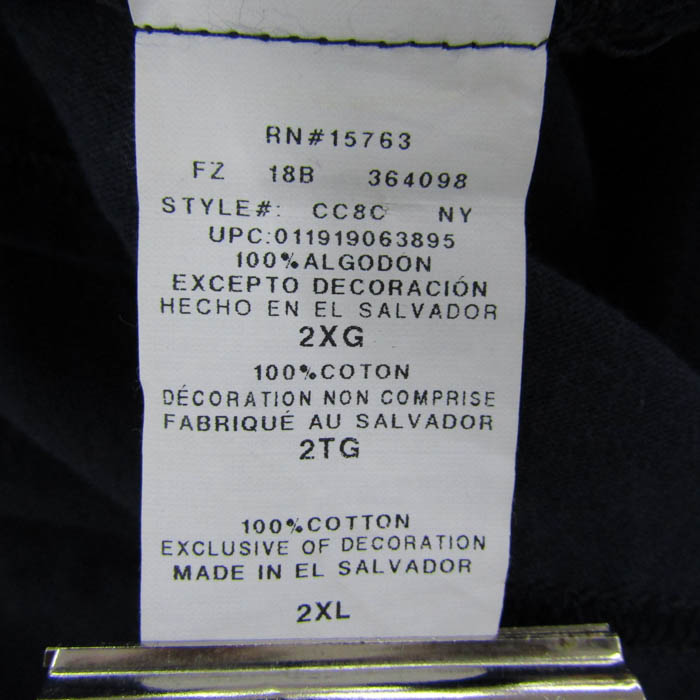 RN#15763
FZ 18B 364098
STYLE#: CC8C NY
UPC:011919063895
100%ALGODÓN
EXCEPTO DECORACIÓN
HECHO EN EL SALVADOR
2XG
100%COTON
DÉCORATION NON COMPRISE
FABRIQUÉ AU SALVADOR
2TG
100%COTTON
EXCLUSIVE OF DECORATION
MADE IN EL SALVADOR
2XL